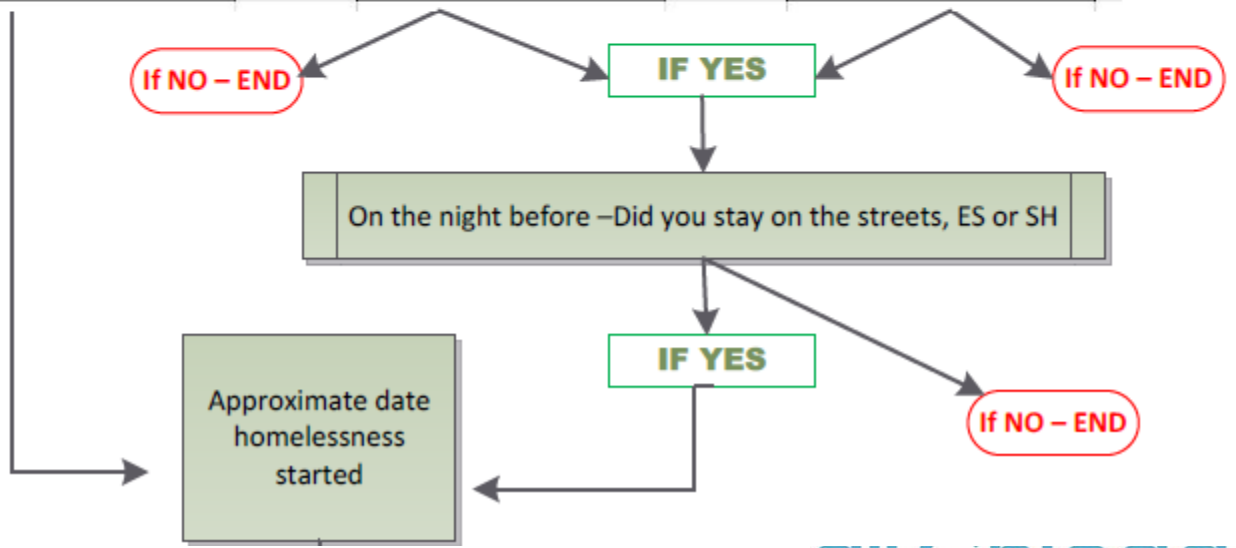 If NO – END
IF YES
If NO – END
On the night before –Did you stay on the streets, ES or SH
IF YES
Approximate date
homelessness
started
If NO – END